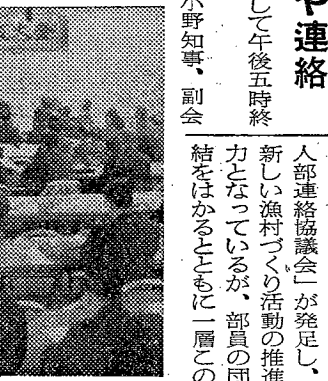 や連絡
して午後五時終
小野知事、副会
人部連絡協議会」が発足し、
新しい漁村づくり活動の推進
力となっているが、部員の団
結をはかるとともに一層この